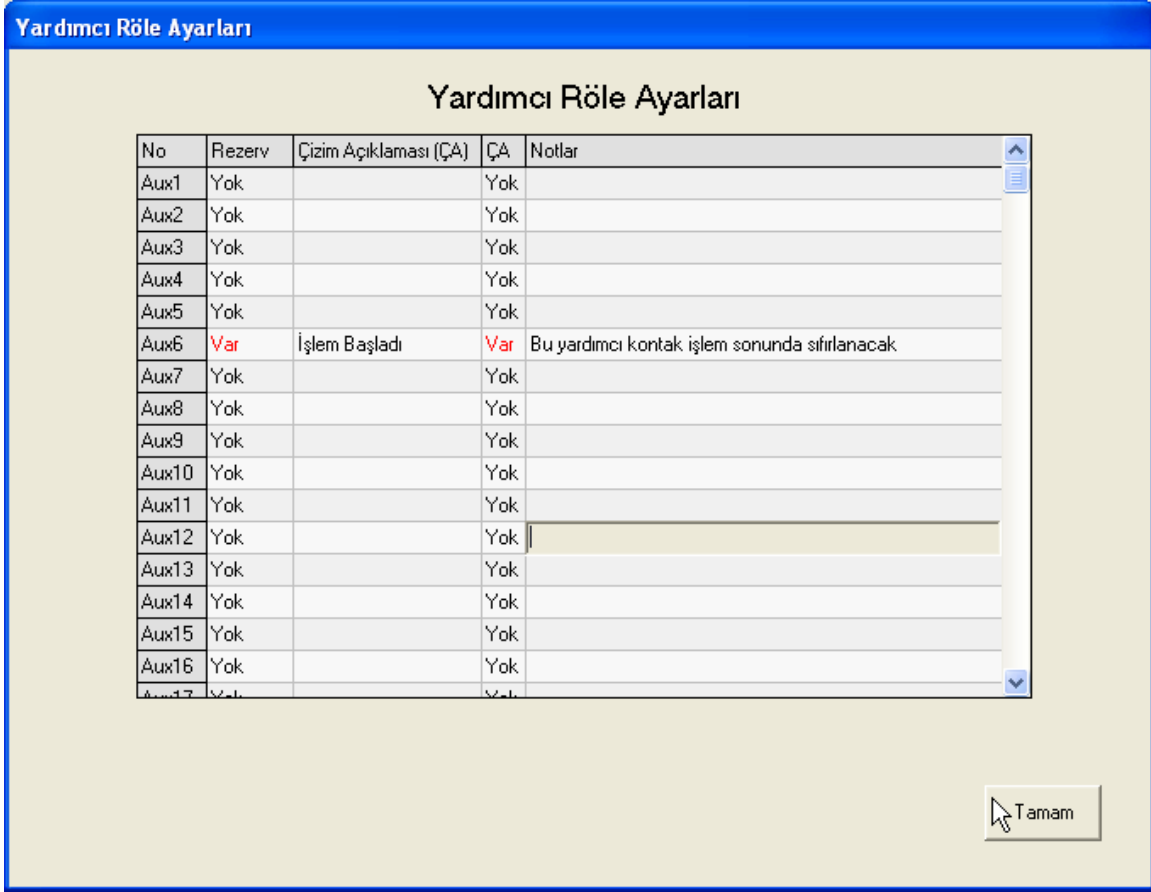 Yardımcı Röle Ayarları
Yardımcı Röle Ayarları
No Rezerv Çizim Açıklaması (ÇA) ÇA Notlar
Aux1 Yok Yok
Aux2 Yok Yok
Aux3 Yok Yok
Aux4 Yok Yok
Aux5 Yok Yok
Aux6 Var İşlem Başladı Var Bu yardımcı kontak işlem sonunda sıfırlanacak
Aux7 Yok Yok
Aux8 Yok Yok
Aux9 Yok Yok
Aux10 Yok Yok
Aux11 Yok Yok
Aux12 Yok Yok
Aux13 Yok Yok
Aux14 Yok Yok
Aux15 Yok Yok
Aux16 Yok Yok
Aux17 Yok Yok
Tamam